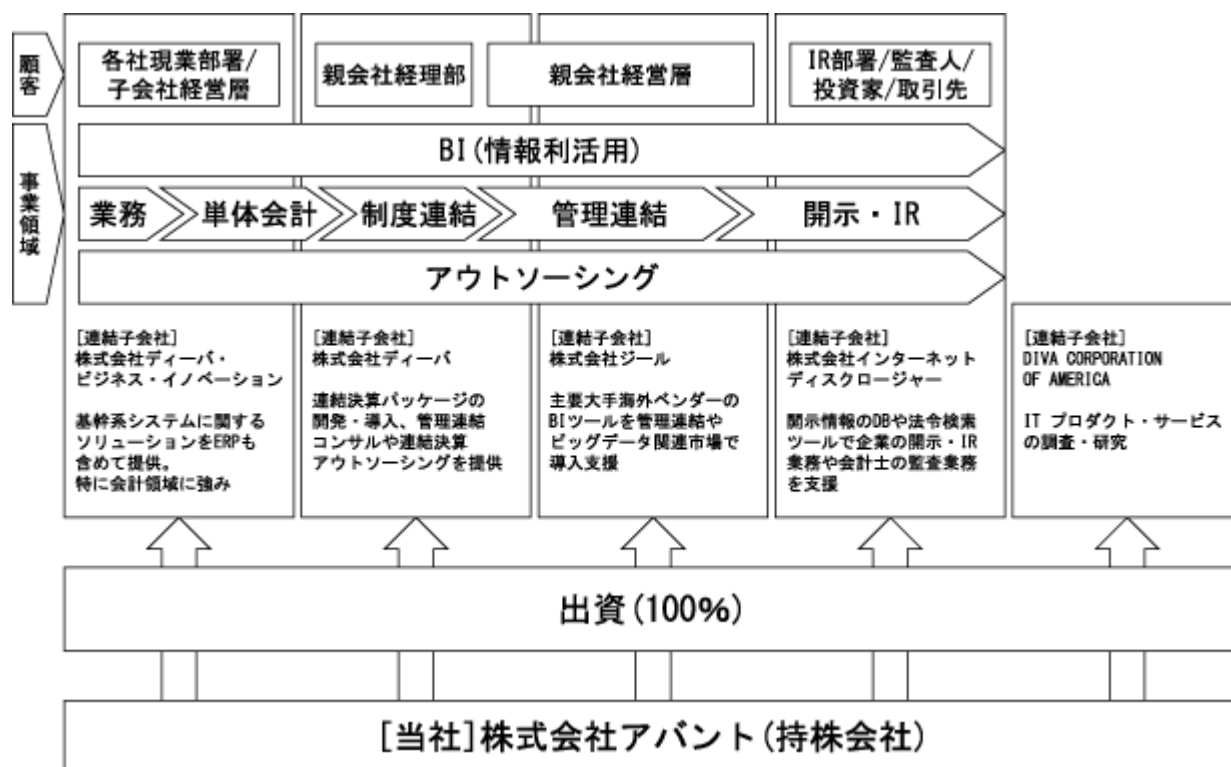 顧客
各社現業部署/
子会社経営層
親会社経理部
親会社経営層
IR部署/監査人/
投資家/取引先
事業領域
BI(情報利活用)
業務
単体会計
制度連結
管理連結
開示・IR
アウトソーシング
[連結子会社]
株式会社ディーバ・
ビジネス・イノベーション
基幹系システムに関する
ソリューションをERPも
含めて提供。
特に会計領域に強み
[連結子会社]
株式会社ディーバ
連結決算パッケージの
開発・導入、管理連結
コンサルや連結決算
アウトソーシングを提供
[連結子会社]
株式会社ジール
主要大手海外ベンダーの
BIツールを管理連結や
ビッグデータ関連市場で
導入支援
[連結子会社]
株式会社インターネット
ディスクロージャー
開示情報のDBや法令検索
ツールで企業の開示・IR
業務や会計士の監査業務
を支援
[連結子会社]
DIVA CORPORATION
OF AMERICA
IT プロダクト・サービス
の調査・研究
出資(100%)
[当社]株式会社アバント(持株会社)